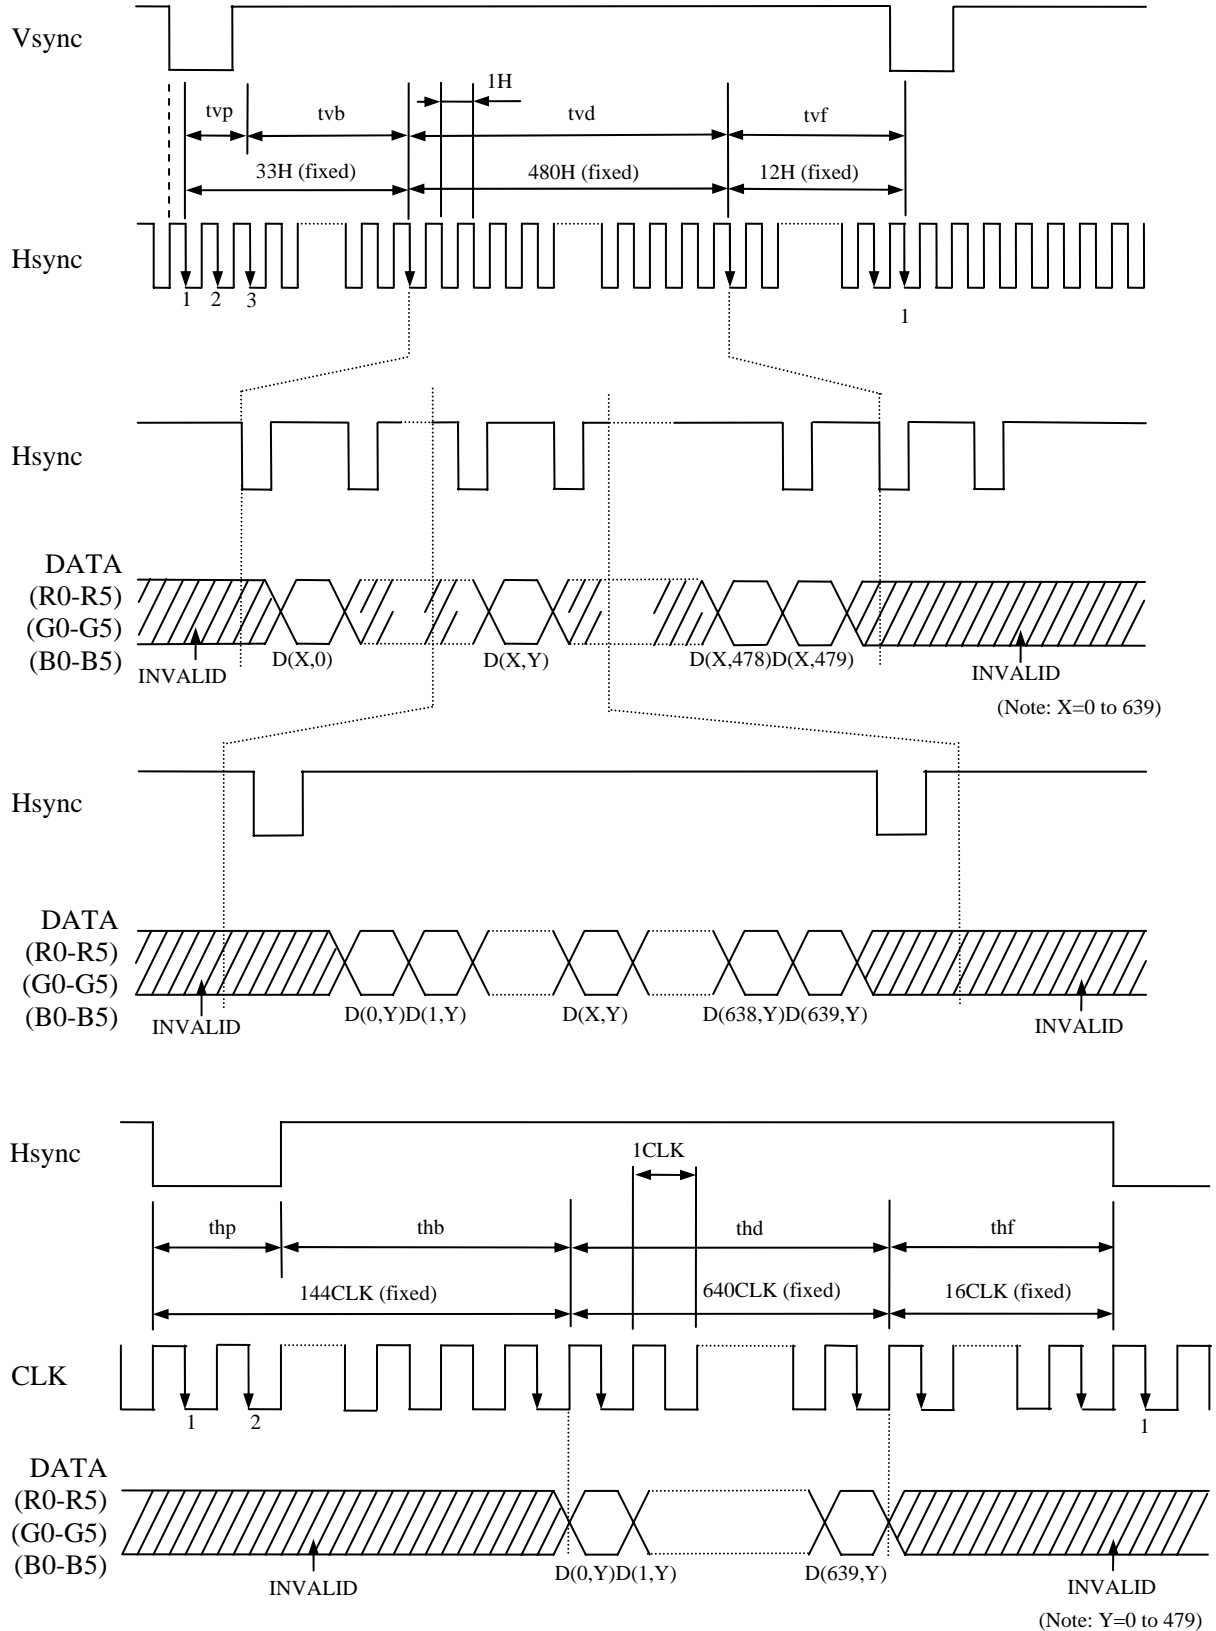 Vsync
1H
tvp tvb tvd tvf
33H (fixed) 480H (fixed) 12H (fixed)
Hsync
1 2 3 1
Hsync
DATA
(R0-R5)
(G0-G5)
(B0-B5)
D(X,0) D(X,Y) D(X,478)D(X,479)
INVALID INVALID
(Note: X=0 to 639)
Hsync
DATA
(R0-R5)
(G0-G5)
(B0-B5)
D(0,Y)D(1,Y) D(X,Y) D(638,Y)D(639,Y)
INVALID INVALID
Hsync
1CLK
thp thb thd thf
144CLK (fixed) 640CLK (fixed) 16CLK (fixed)
CLK
1 2 1
DATA
(R0-R5)
(G0-G5)
(B0-B5)
D(0,Y)D(1,Y) D(639,Y)
INVALID INVALID
(Note: Y=0 to 479)